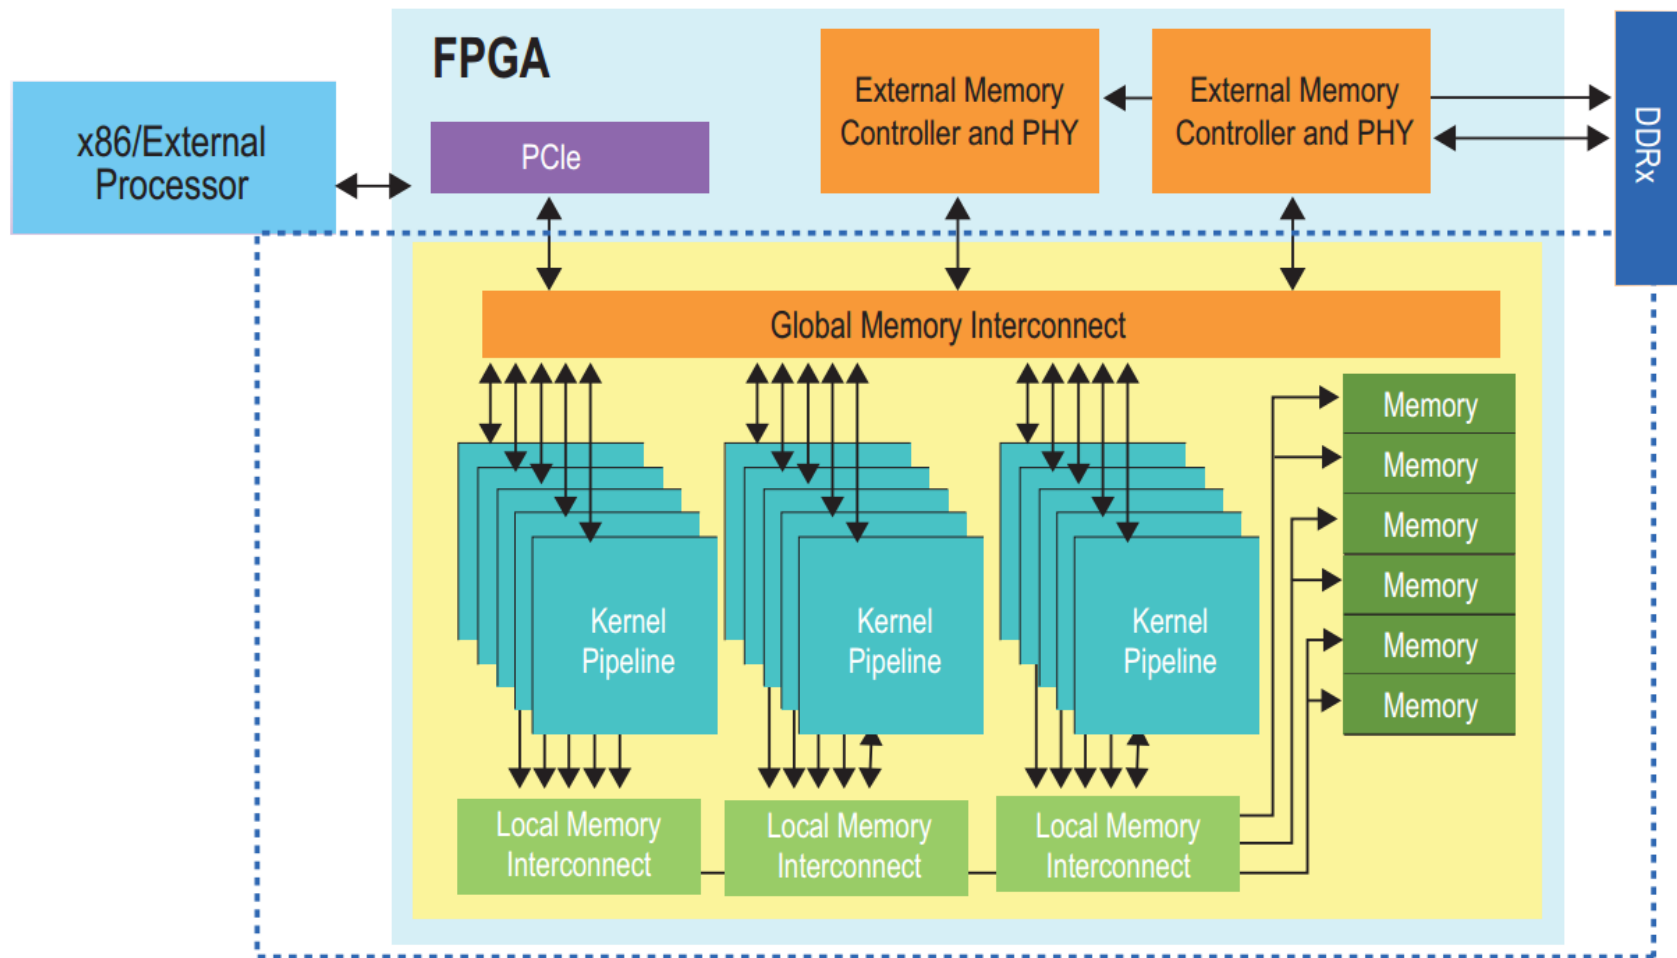 FPGA
x86/External
Processor
PCIe
External Memory
Controller and PHY
External Memory
Controller and PHY
DDRx
Global Memory Interconnect
Memory
Memory
Memory
Memory
Memory
Memory
Kernel
Pipeline
Kernel
Pipeline
Kernel
Pipeline
Local Memory
Interconnect
Local Memory
Interconnect
Local Memory
Interconnect